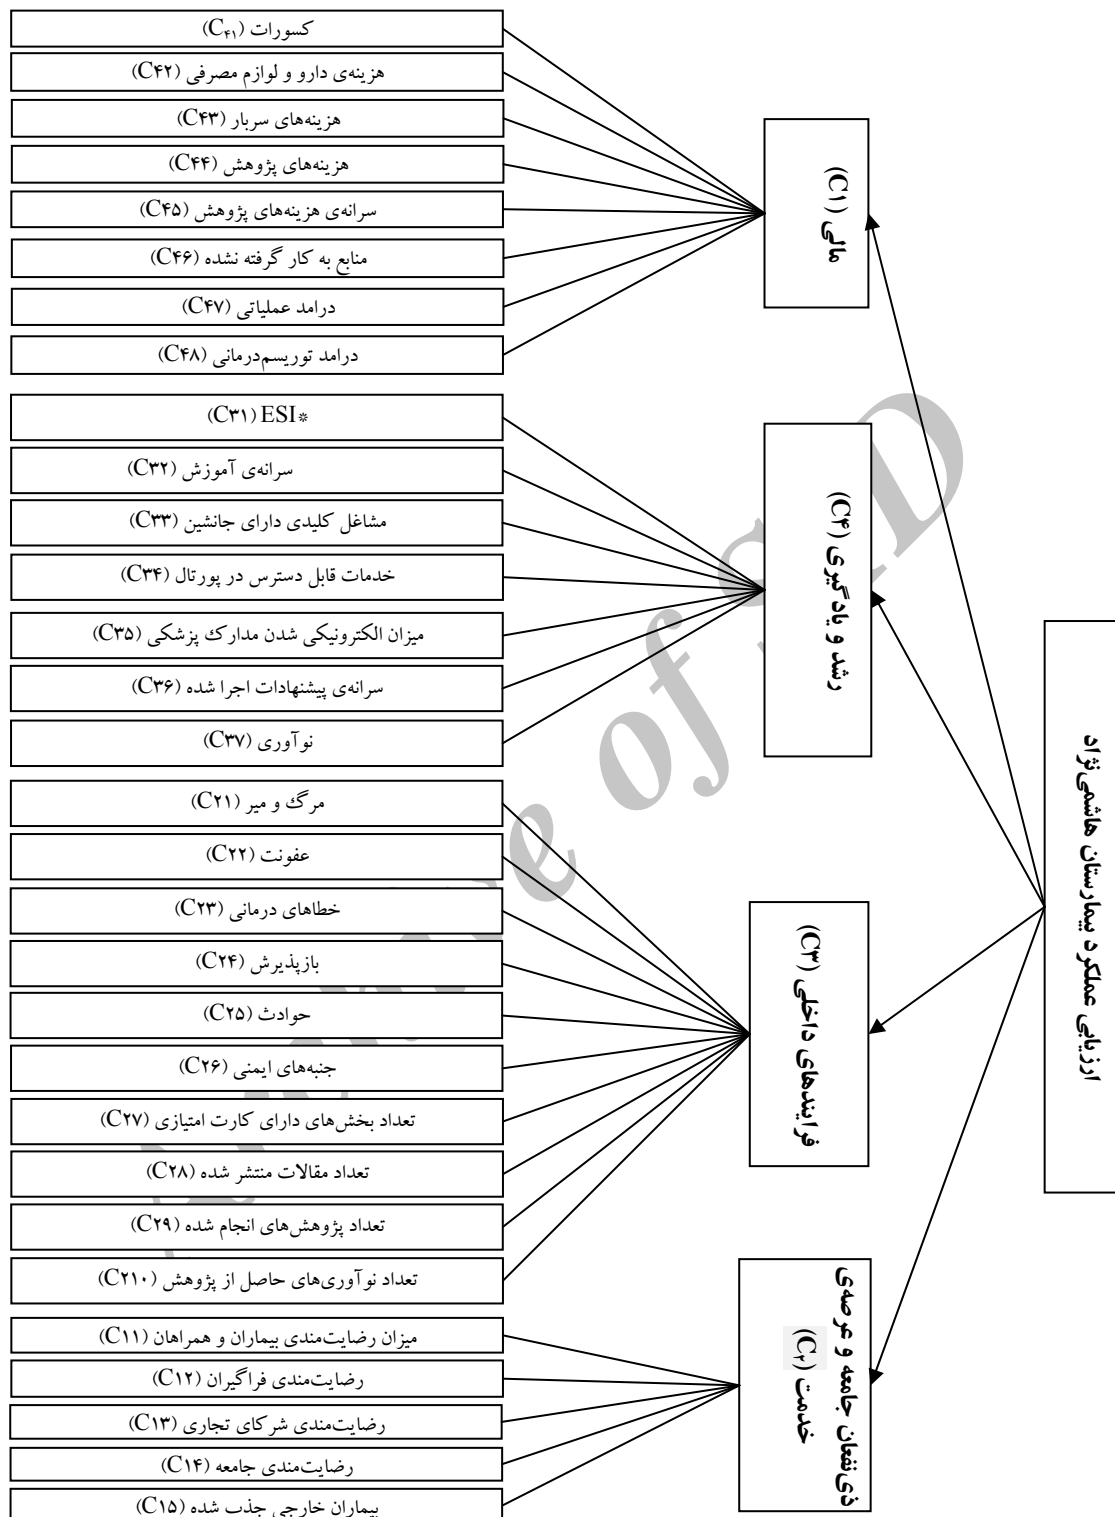 ارزیابی عملکرد بیمارستان هاشمی‌نژاد
مالی (C۱)
کسورات (C۴۱)
هزینه‌ی دارو و لوازم مصرفی (C۴۲)
هزینه‌های سربار (C۴۳)
هزینه‌های پژوهش (C۴۴)
سرانه‌ی هزینه‌های پژوهش (C۴۵)
منابع به کار گرفته نشده (C۴۶)
درامد عملیاتی (C۴۷)
درامد توریسم‌درمانی (C۴۸)
رشد و یادگیری (C۴)
*ESI (C۳۱)
سرانه‌ی آموزش (C۳۲)
مشاغل کلیدی دارای جانشین (C۳۳)
خدمات قابل دسترس در پورتال (C۳۴)
میزان الکترونیکی شدن مدارک پزشکی (C۳۵)
سرانه‌ی پیشنهادات اجرا شده (C۳۶)
نوآوری (C۳۷)
فرایندهای داخلی (C۳)
مرگ و میر (C۲۱)
عفونت (C۲۲)
خطاهای درمانی (C۲۳)
بازپذیرش (C۲۴)
حوادث (C۲۵)
جنبه‌های ایمنی (C۲۶)
تعداد بخش‌های دارای کارت امتیازی (C۲۷)
تعداد مقالات منتشر شده (C۲۸)
تعداد پژوهش‌های انجام شده (C۲۹)
تعداد نوآوری‌های حاصل از پژوهش (C۲۱۰)
ذی‌نفعان جامعه و عرصه‌ی
خدمت (C۲)
میزان رضایت‌مندی بیماران و همراهان (C۱۱)
رضایت‌مندی فراگیران (C۱۲)
رضایت‌مندی شرکای تجاری (C۱۳)
رضایت‌مندی جامعه (C۱۴)
بیماران خارجی جذب شده (C۱۵)
Archive of SID